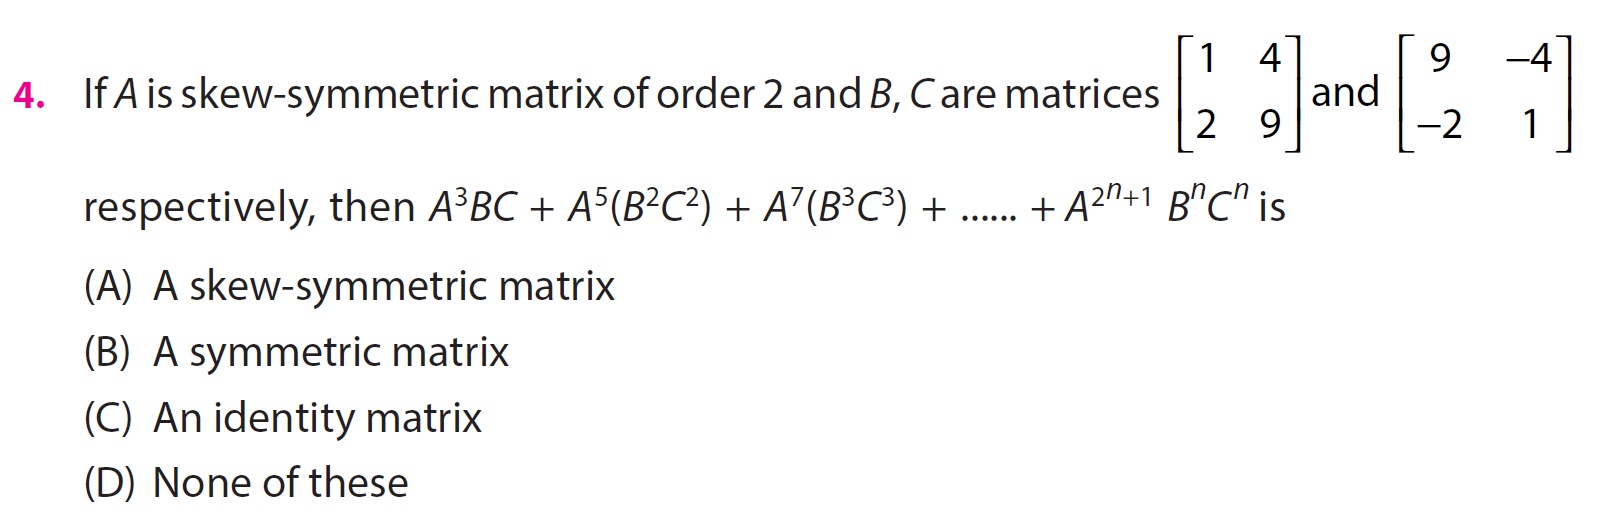 4. If A is skew-symmetric matrix of order 2 and B, C are matrices [1 4; 2 9] and [9 −4; −2 1]
respectively, then A³BC + A⁵(B²C²) + A⁷(B³C³) + ...... + A²ⁿ⁺¹ BⁿCⁿ is
(A) A skew-symmetric matrix
(B) A symmetric matrix
(C) An identity matrix
(D) None of these